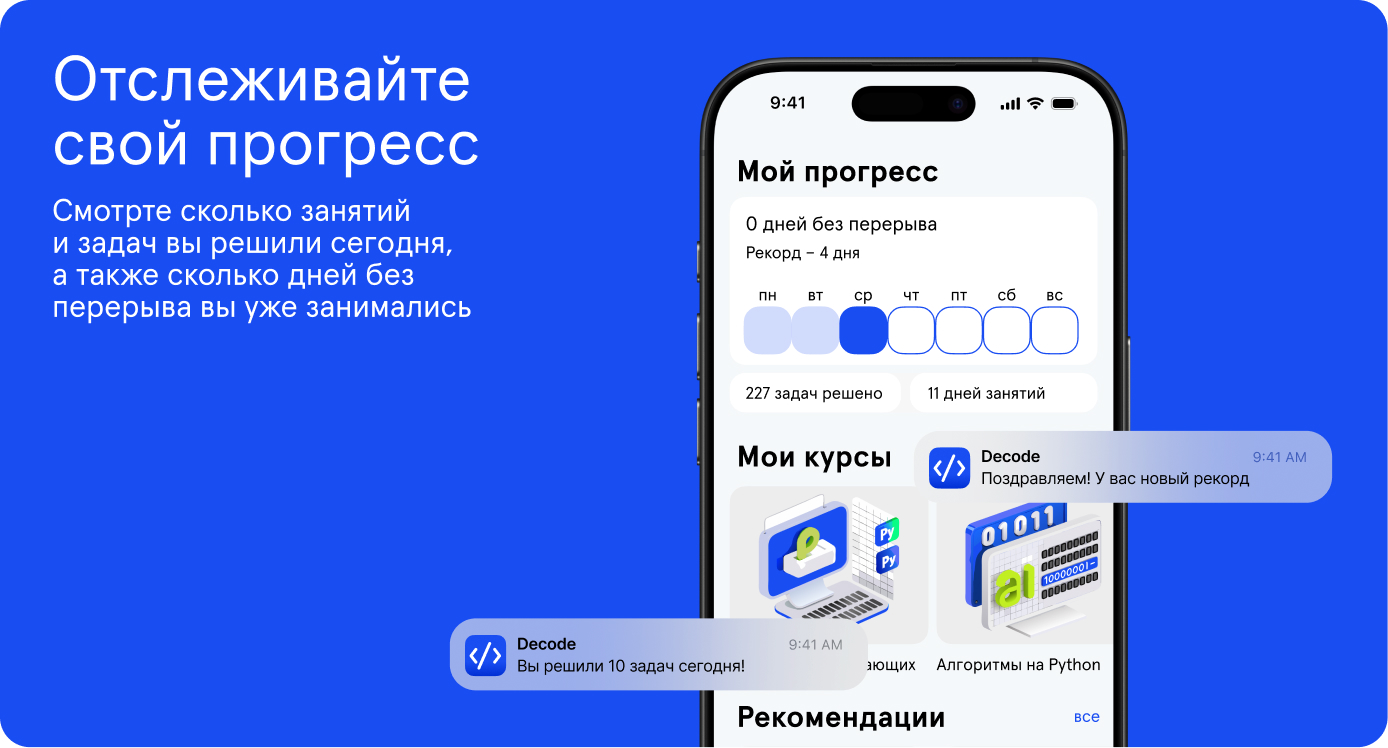 Отслеживайте
свой прогресс
Смотрте сколько занятий
и задач вы решили сегодня,
а также сколько дней без
перерыва вы уже занимались
9:41
Мой прогресс
0 дней без перерыва
Рекорд – 4 дня
пн вт ср чт пт сб вс
227 задач решено
11 дней занятий
Мои курсы
Decode
9:41 AM
Поздравляем! У вас новый рекорд
Py
Py
01011
ai
10000001–
Decode
9:41 AM
Вы решили 10 задач сегодня!
ающих
Алгоритмы на Python
Рекомендации
все